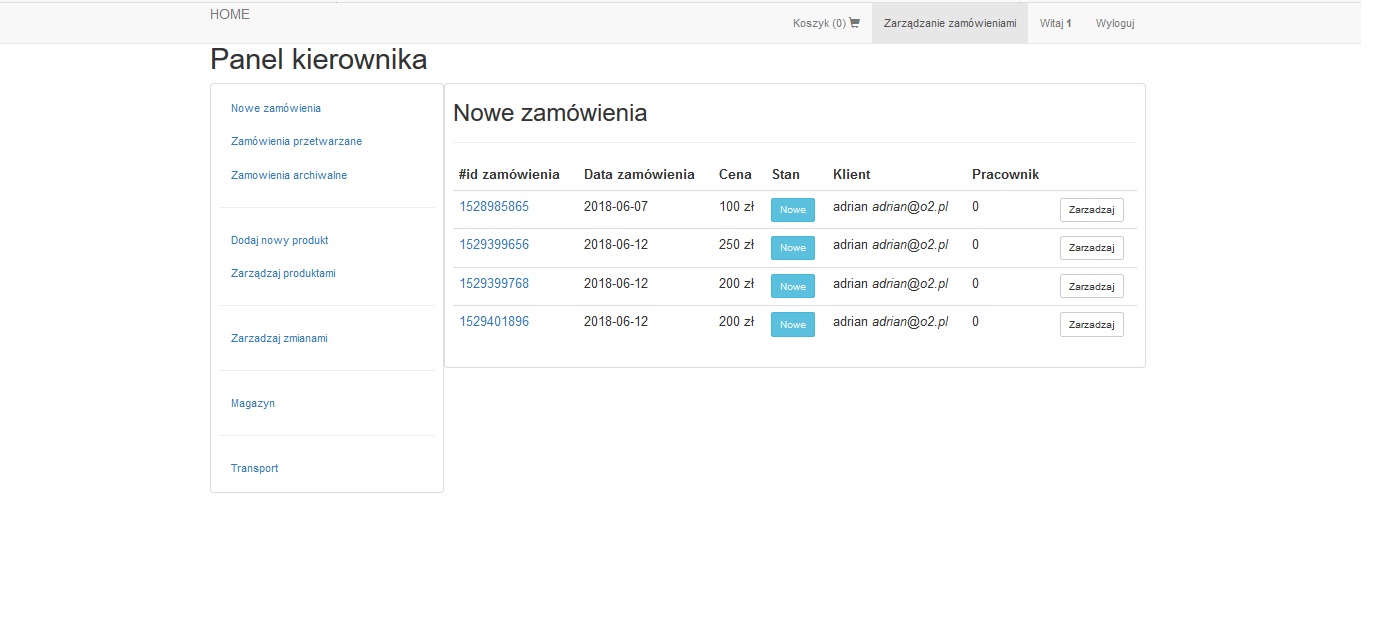 HOME
Koszyk (0) Zarządzanie zamówieniami Witaj 1 Wyloguj
Panel kierownika
Nowe zamówienia
Zamówienia przetwarzane
Zamowienia archiwalne
Dodaj nowy produkt
Zarządzaj produktami
Zarzadzaj zmianami
Magazyn
Transport
Nowe zamówienia
#id zamówienia Data zamówienia Cena Stan Klient Pracownik
1528985865 2018-06-07 100 zł Nowe adrian adrian@o2.pl 0 Zarzadzaj
1529399656 2018-06-12 250 zł Nowe adrian adrian@o2.pl 0 Zarzadzaj
1529399768 2018-06-12 200 zł Nowe adrian adrian@o2.pl 0 Zarzadzaj
1529401896 2018-06-12 200 zł Nowe adrian adrian@o2.pl 0 Zarzadzaj